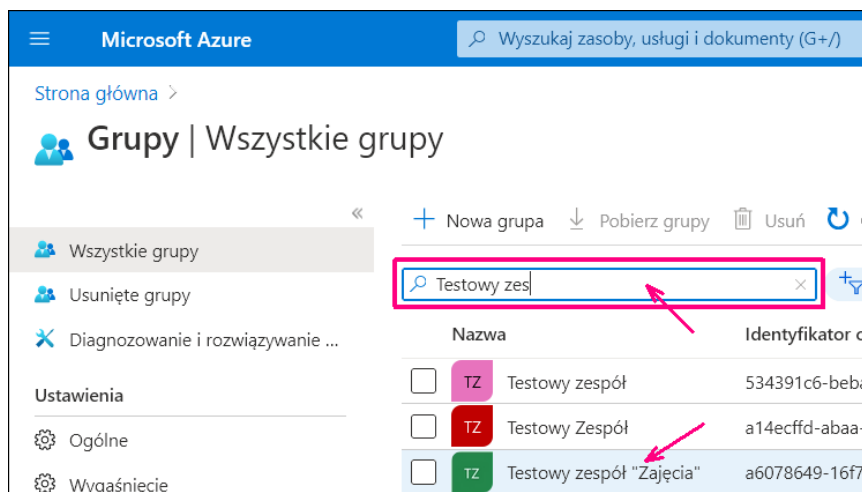 Microsoft Azure
Wyszukaj zasoby, usługi i dokumenty (G+/)
Strona główna >
Grupy | Wszystkie grupy
«
+ Nowa grupa Pobierz grupy Usuń
Wszystkie grupy
Usunięte grupy
Diagnozowanie i rozwiązywanie ...
Ustawienia
Ogólne
Wygaśnięcie
Testowy zes
Nazwa Identyfikator
TZ Testowy zespół 534391c6-beba
TZ Testowy Zespół a14ecffd-abaa-
TZ Testowy zespół "Zajęcia" a6078649-16f7